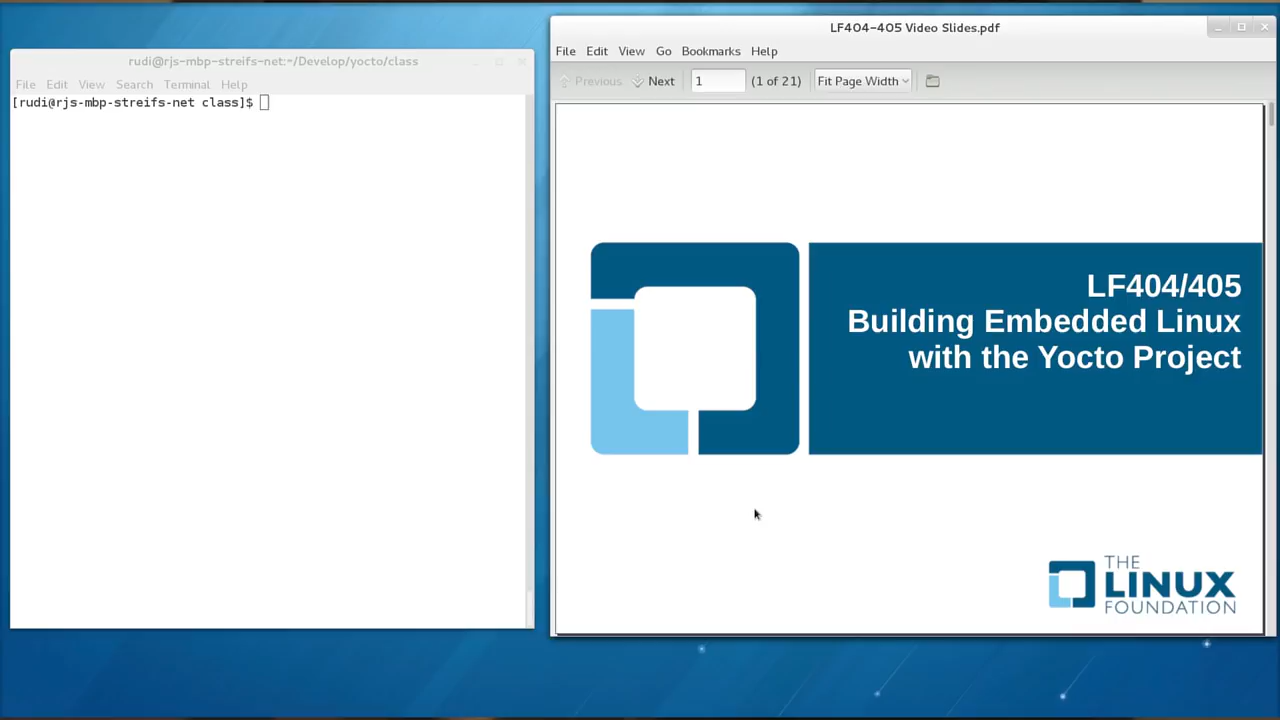 rudi@rjs-mbp-streifs-net:~/Develop/yocto/class
File Edit View Search Terminal Help
[rudi@rjs-mbp-streifs-net class]$
LF404-405 Video Slides.pdf
File Edit View Go Bookmarks Help
Previous Next 1 (1 of 21) Fit Page Width
LF404/405
Building Embedded Linux
with the Yocto Project
THE
LINUX
FOUNDATION